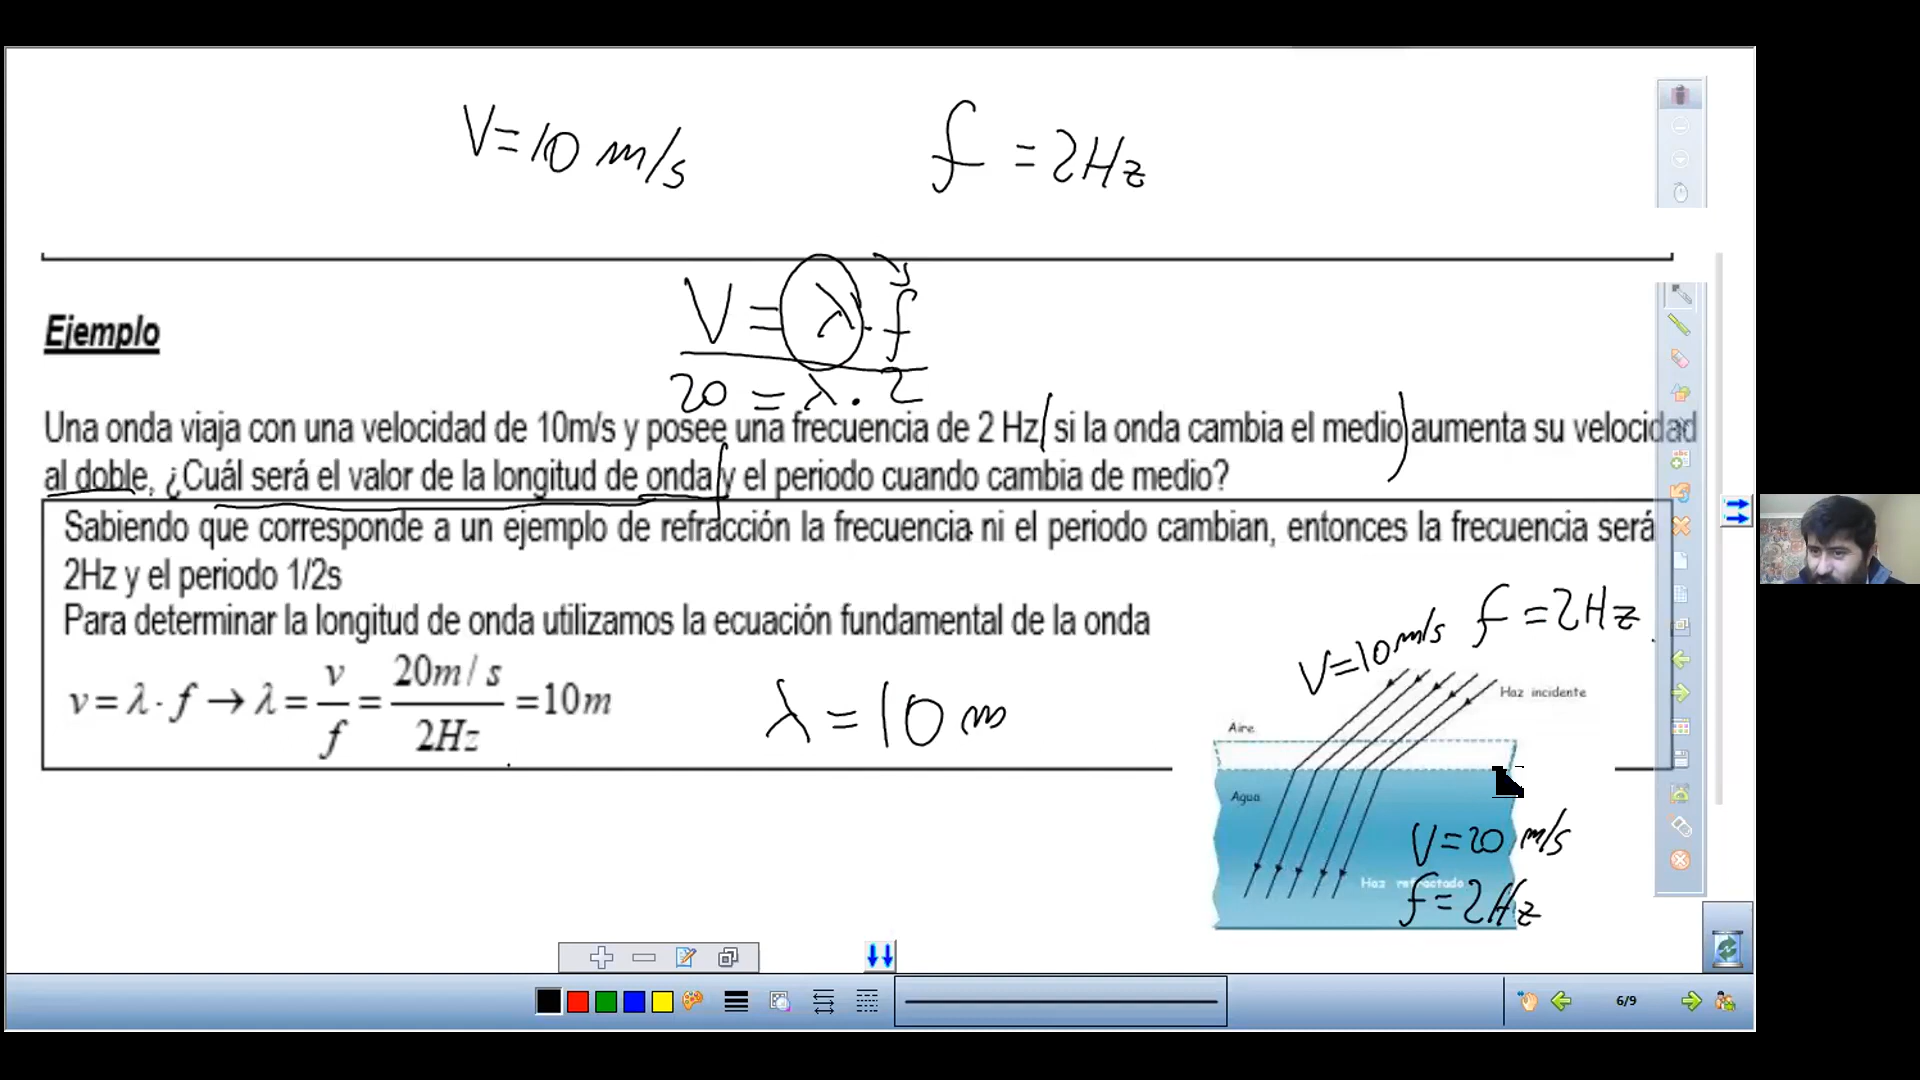 V=10 m/s
f = 2Hz
V = λ · f
20 = λ · 2
Ejemplo
Una onda viaja con una velocidad de 10m/s y posee una frecuencia de 2 Hz si la onda cambia el medio aumenta su velocidad
al doble, ¿Cuál será el valor de la longitud de onda y el periodo cuando cambia de medio?
Sabiendo que corresponde a un ejemplo de refracción la frecuencia ni el periodo cambian, entonces la frecuencia será
2Hz y el periodo 1/2s
Para determinar la longitud de onda utilizamos la ecuación fundamental de la onda
v = λ · f → λ = v/f = 20m/s / 2Hz = 10m
λ = 10 m
V=10 m/s f = 2Hz
Haz incidente
Aire
Agua
V=20 m/s
Haz refractado
f = 2Hz
6/9